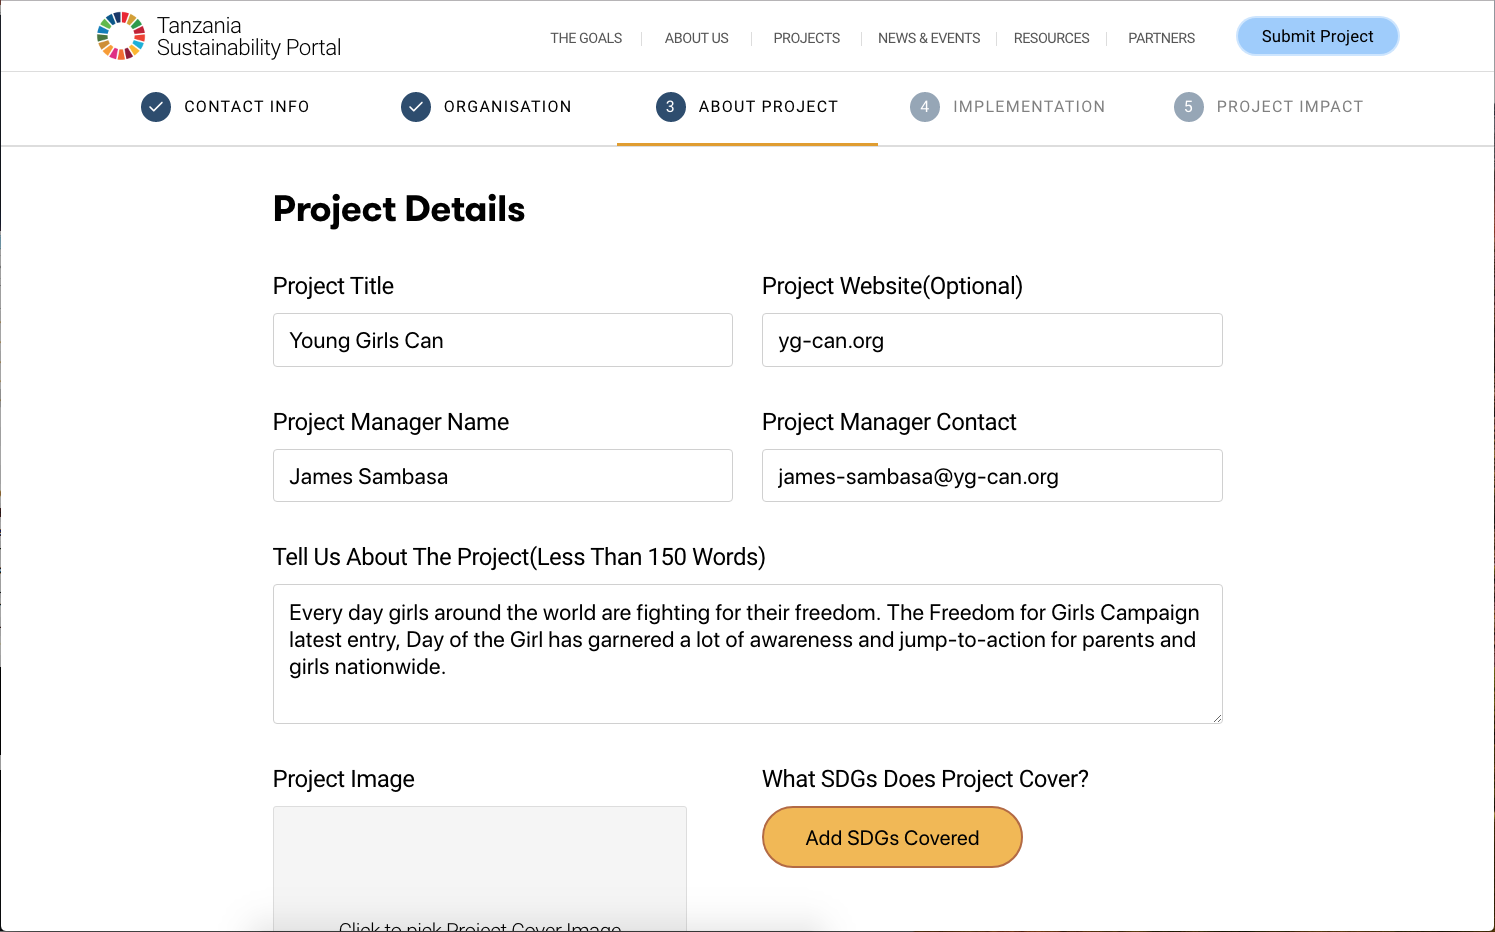 Tanzania
Sustainability Portal
THE GOALS
ABOUT US
PROJECTS
NEWS & EVENTS
RESOURCES
PARTNERS
Submit Project
CONTACT INFO
ORGANISATION
3 ABOUT PROJECT
4 IMPLEMENTATION
5 PROJECT IMPACT
Project Details
Project Title
Project Website(Optional)
Young Girls Can
yg-can.org
Project Manager Name
Project Manager Contact
James Sambasa
james-sambasa@yg-can.org
Tell Us About The Project(Less Than 150 Words)
Every day girls around the world are fighting for their freedom. The Freedom for Girls Campaign
latest entry, Day of the Girl has garnered a lot of awareness and jump-to-action for parents and
girls nationwide.
Project Image
What SDGs Does Project Cover?
Add SDGs Covered
Click to pick Project Cover Image